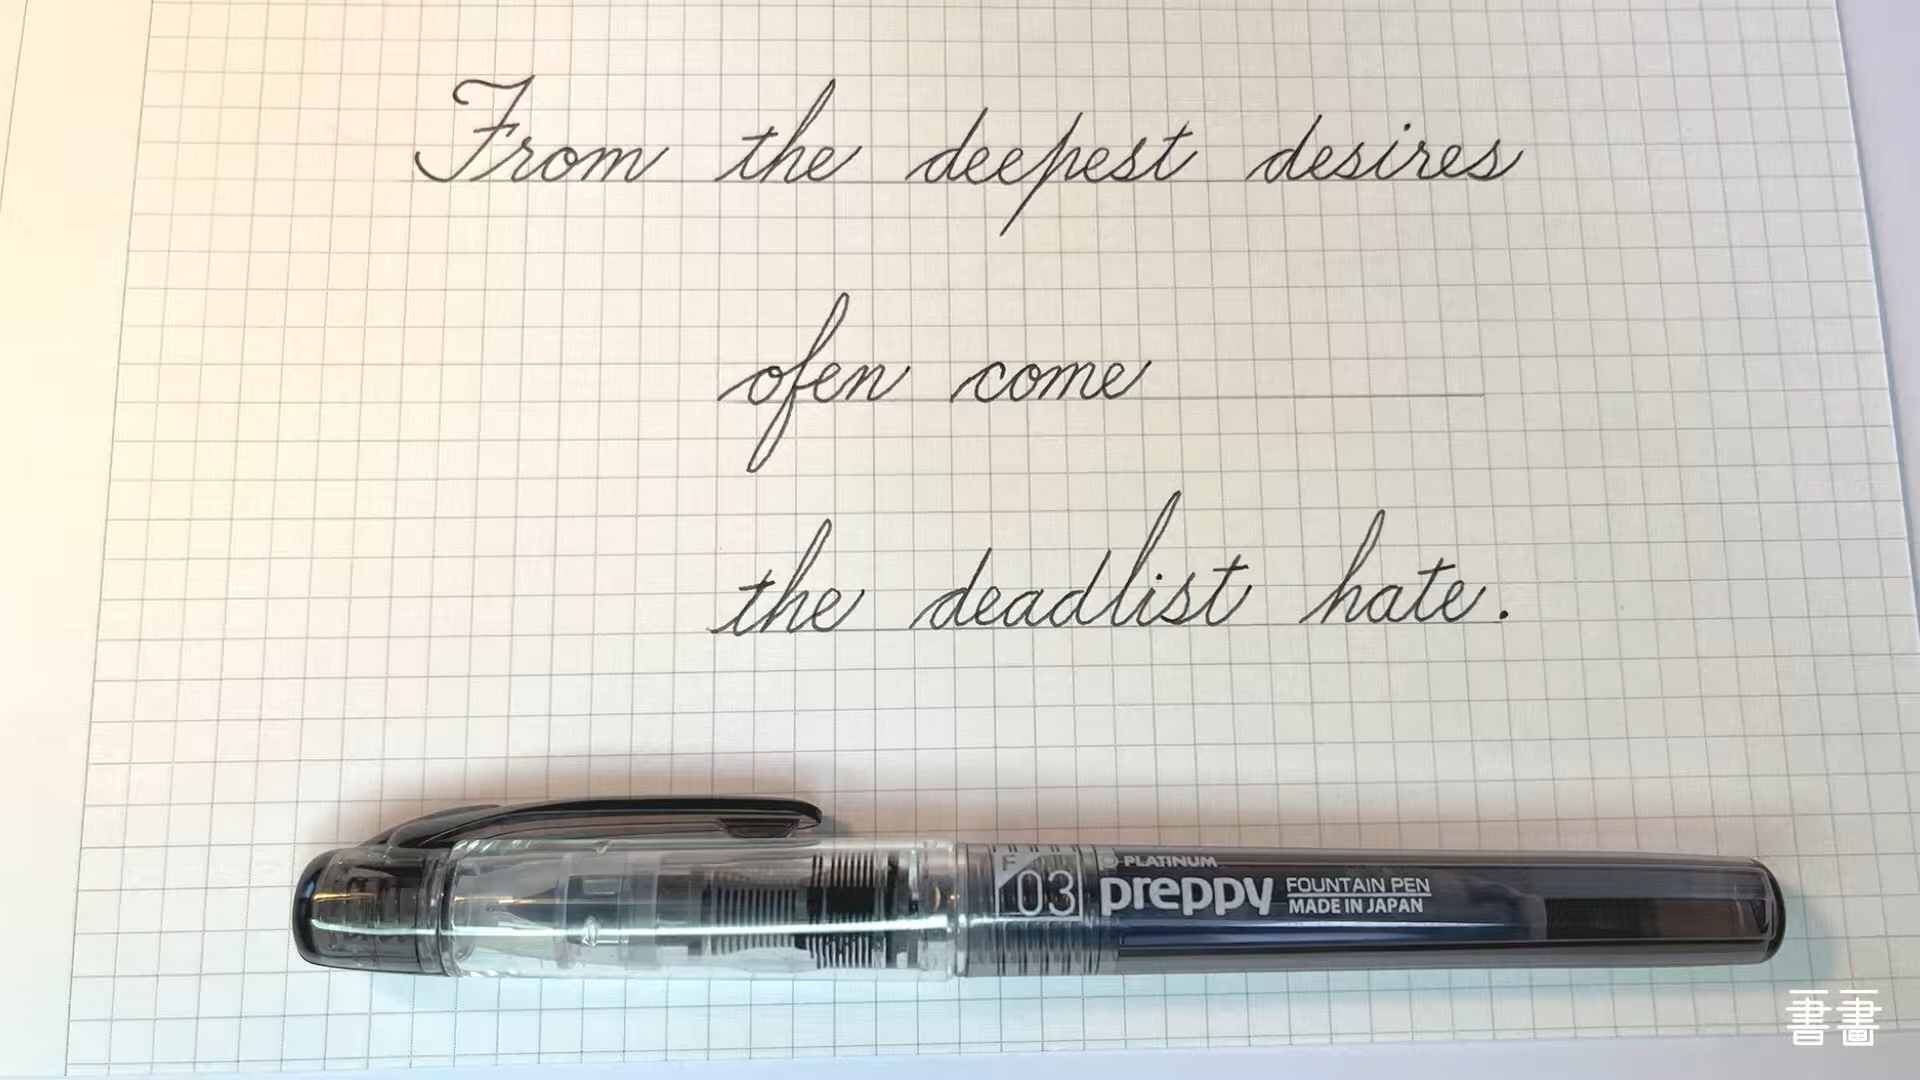 From the deepest desires
ofen come
the deadlist hate.
F 03 PLATINUM preppy FOUNTAIN PEN
MADE IN JAPAN
書畫